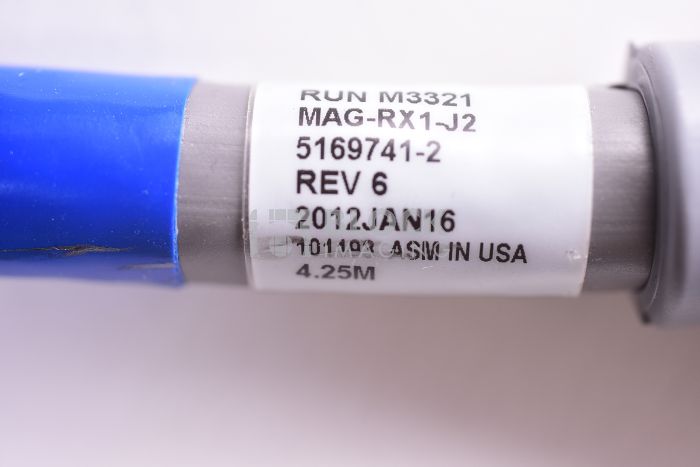 RUN M3321
MAG-RX1-J2
5169741-2
REV 6
2012JAN16
101193 ASM IN USA
4.25M